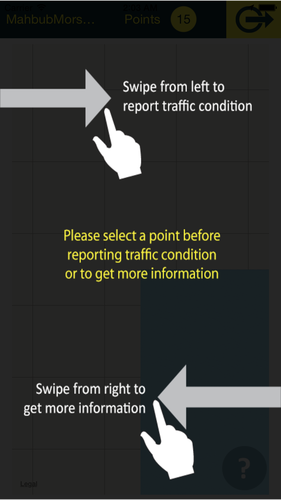 MahbubMors...
Points
15
Swipe from left to
report traffic condition
Please select a point before
reporting traffic condition
or to get more information
Swipe from right to
get more information
Legal
?